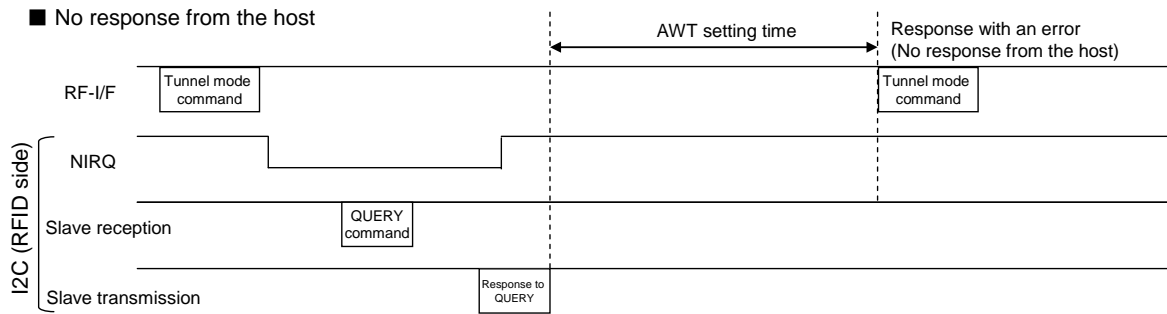 ■ No response from the host
AWT setting time
Response with an error
(No response from the host)
RF-I/F
Tunnel mode
command
Tunnel mode
command
I2C (RFID side)
NIRQ
Slave reception
QUERY
command
Slave transmission
Response to
QUERY